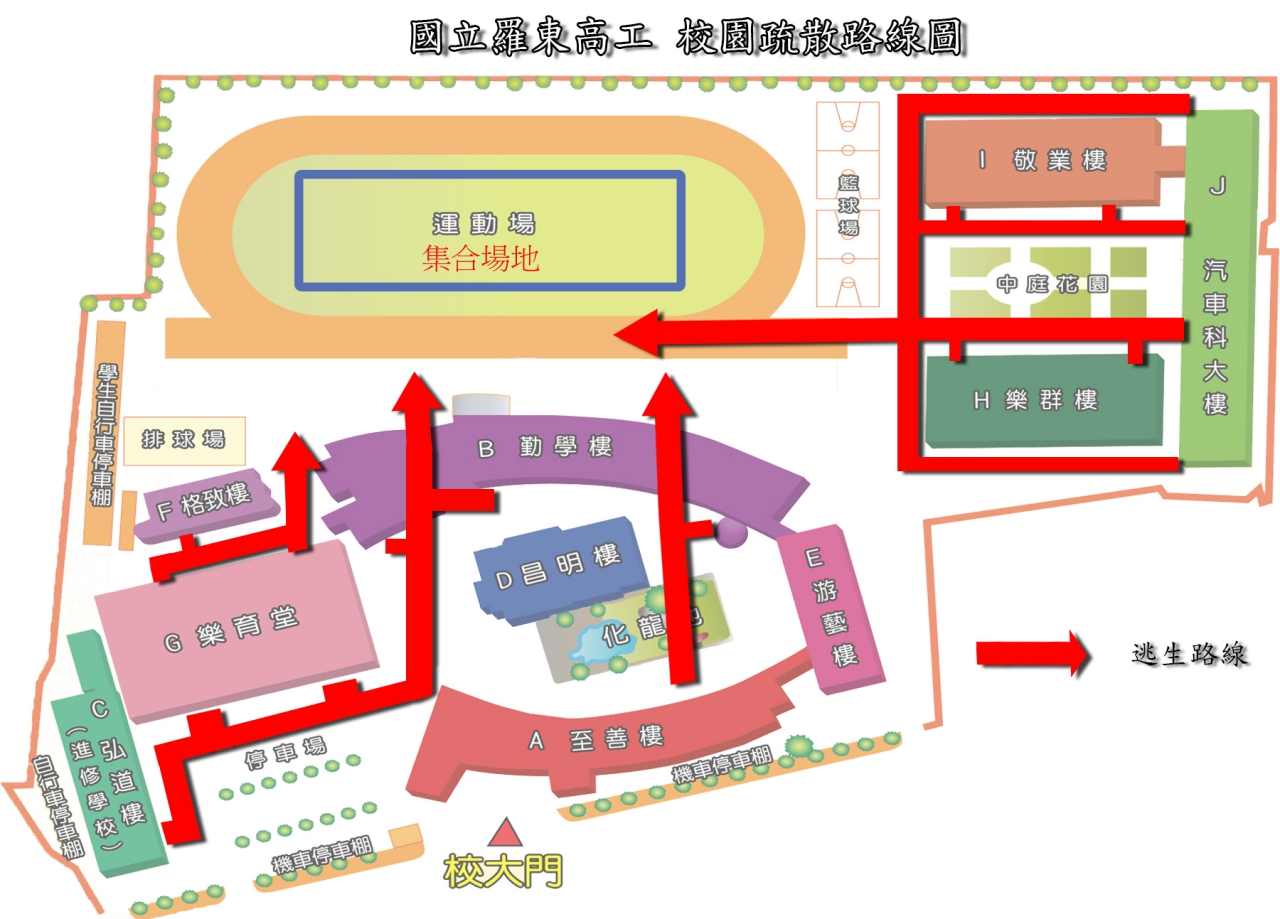 國立羅東高工 校園疏散路線圖
運動場
集合場地
籃球場
I 敬業樓
J 汽車科大樓
中庭花園
H 樂群樓
學生自行車停車棚
排球場
B 勤學樓
F 格致樓
D 昌明樓
E 游藝樓
化龍池
G 樂育堂
逃生路線
C 弘道樓
(進修學校)
自行車停車棚
停車場
A 至善樓
機車停車棚
機車停車棚
校大門